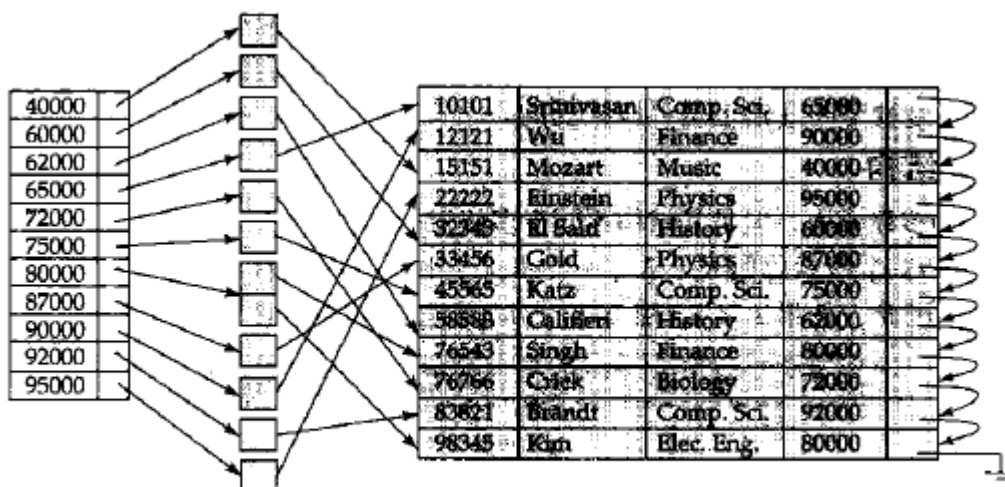 40000
60000
62000
65000
72000
75000
80000
87000
90000
92000
95000
10101 Srinivasan Comp. Sci. 65000
12121 Wu Finance 90000
15151 Mozart Music 40000
22222 Einstein Physics 95000
32343 El Said History 60000
33456 Gold Physics 87000
45565 Katz Comp. Sci. 75000
58583 Califieri History 62000
76543 Singh Finance 80000
76766 Crick Biology 72000
83821 Brandt Comp. Sci. 92000
98345 Kim Elec. Eng. 80000